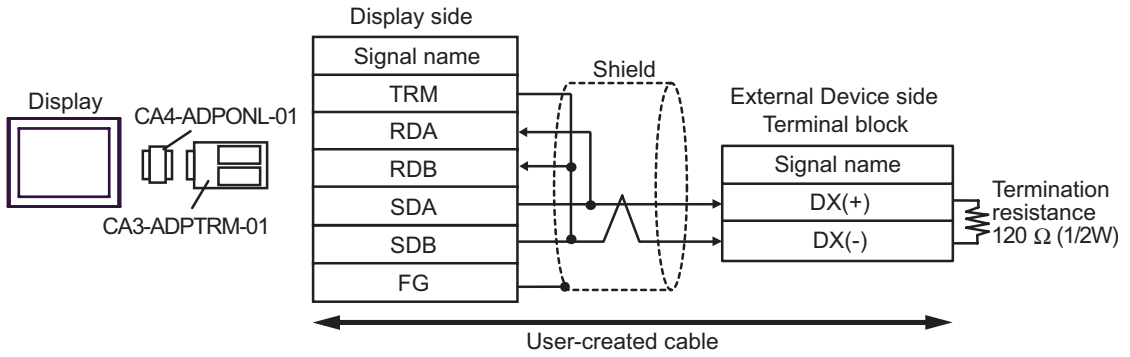 Display side
Signal name
TRM
RDA
RDB
SDA
SDB
FG
Shield
Display
CA4-ADPONL-01
CA3-ADPTRM-01
External Device side
Terminal block
Signal name
DX(+)
DX(-)
Termination
resistance
120 Ω (1/2W)
User-created cable